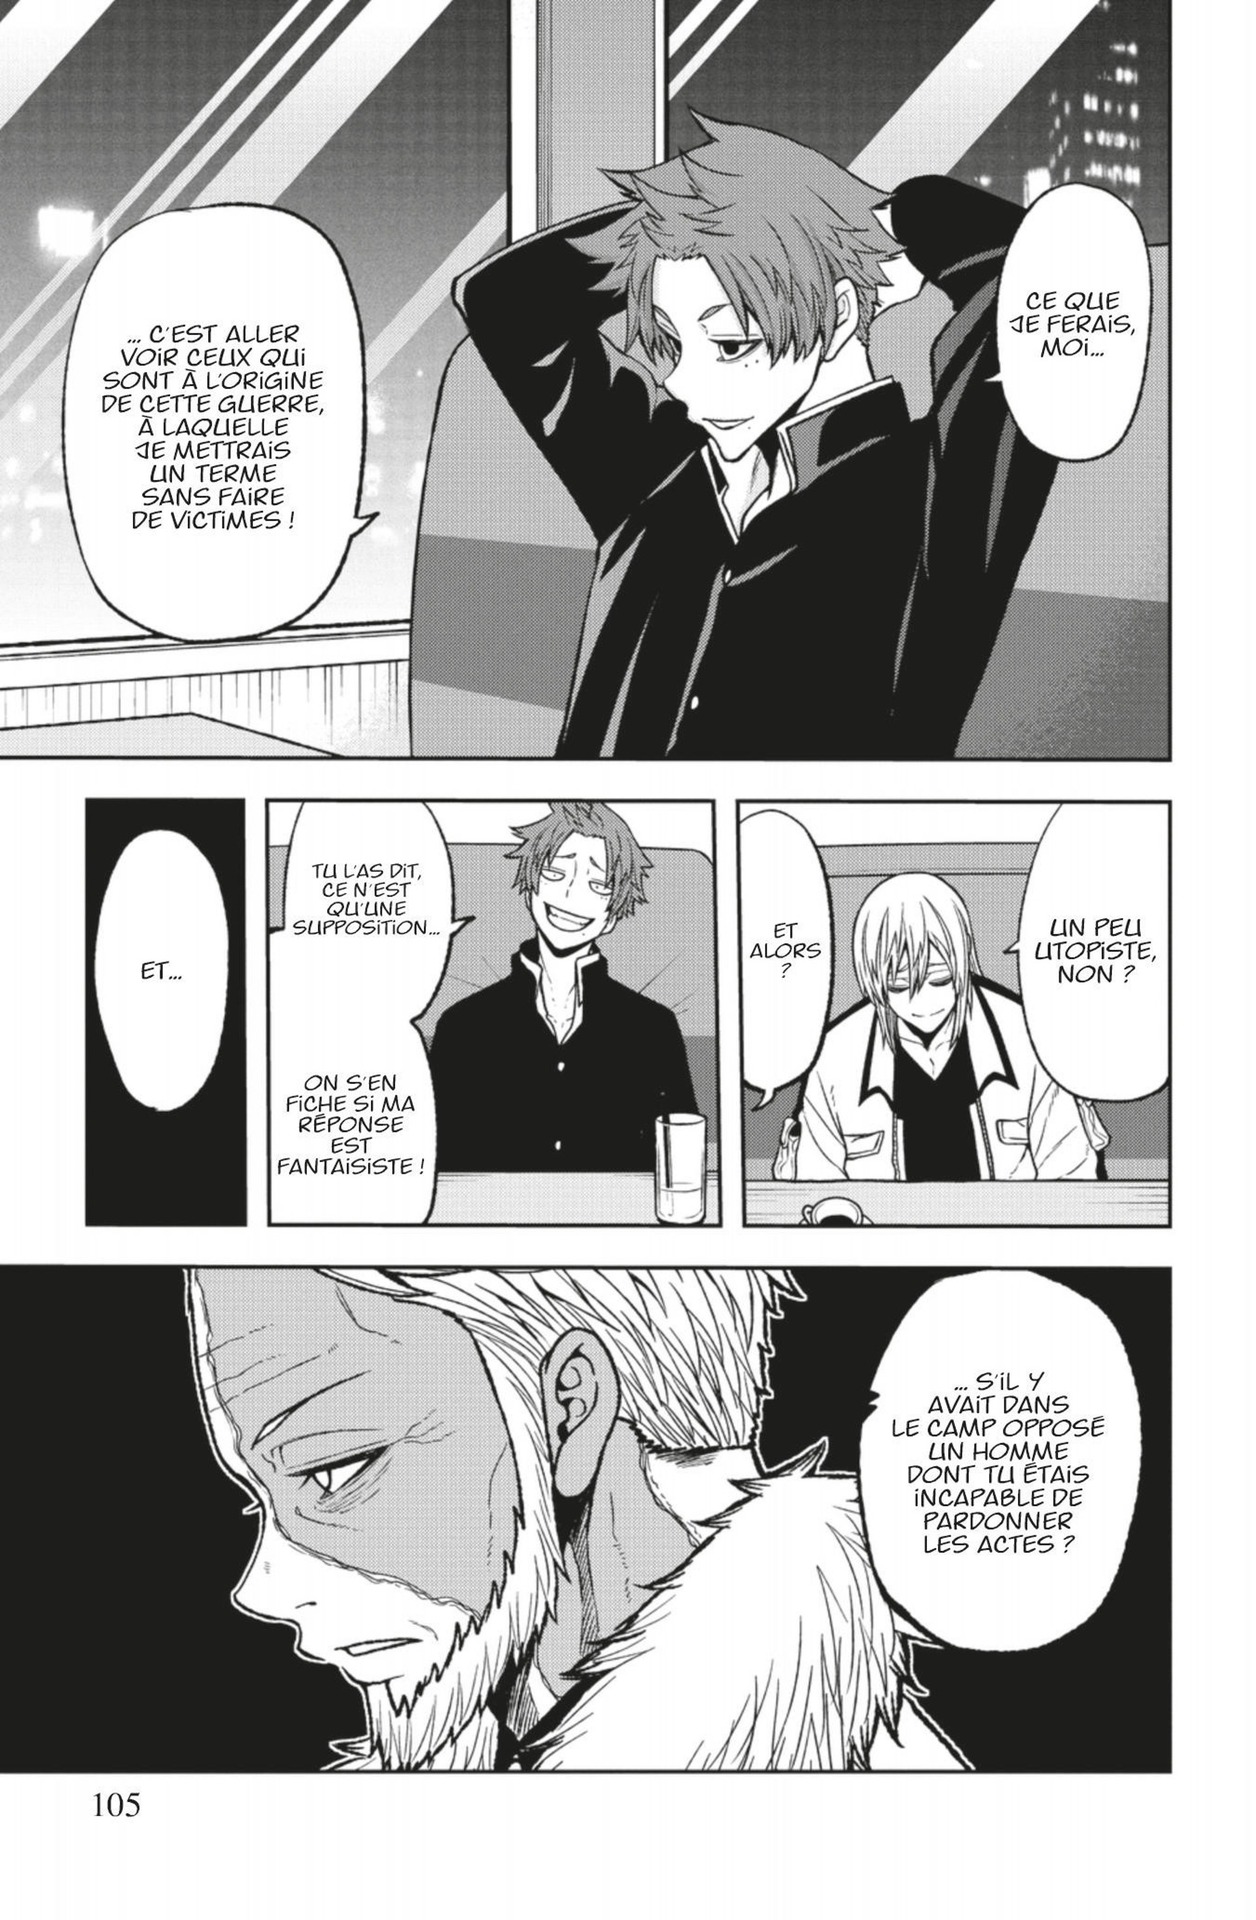 CE QUE
JE FERAIS,
MOI...
... C'EST ALLER
VOIR CEUX QUI
SONT À L'ORIGINE
DE CETTE GUERRE,
À LAQUELLE
JE METTRAIS
UN TERME
SANS FAIRE
DE VICTIMES !
UN PEU
UTOPISTE,
NON ?
ET
ALORS
?
TU L'AS DIT,
CE N'EST
QU'UNE
SUPPOSITION...
ON S'EN
FICHE SI MA
RÉPONSE
EST
FANTAISISTE !
ET...
... S'IL Y
AVAIT DANS
LE CAMP OPPOSÉ
UN HOMME
DONT TU ÉTAIS
INCAPABLE DE
PARDONNER
LES ACTES ?
105